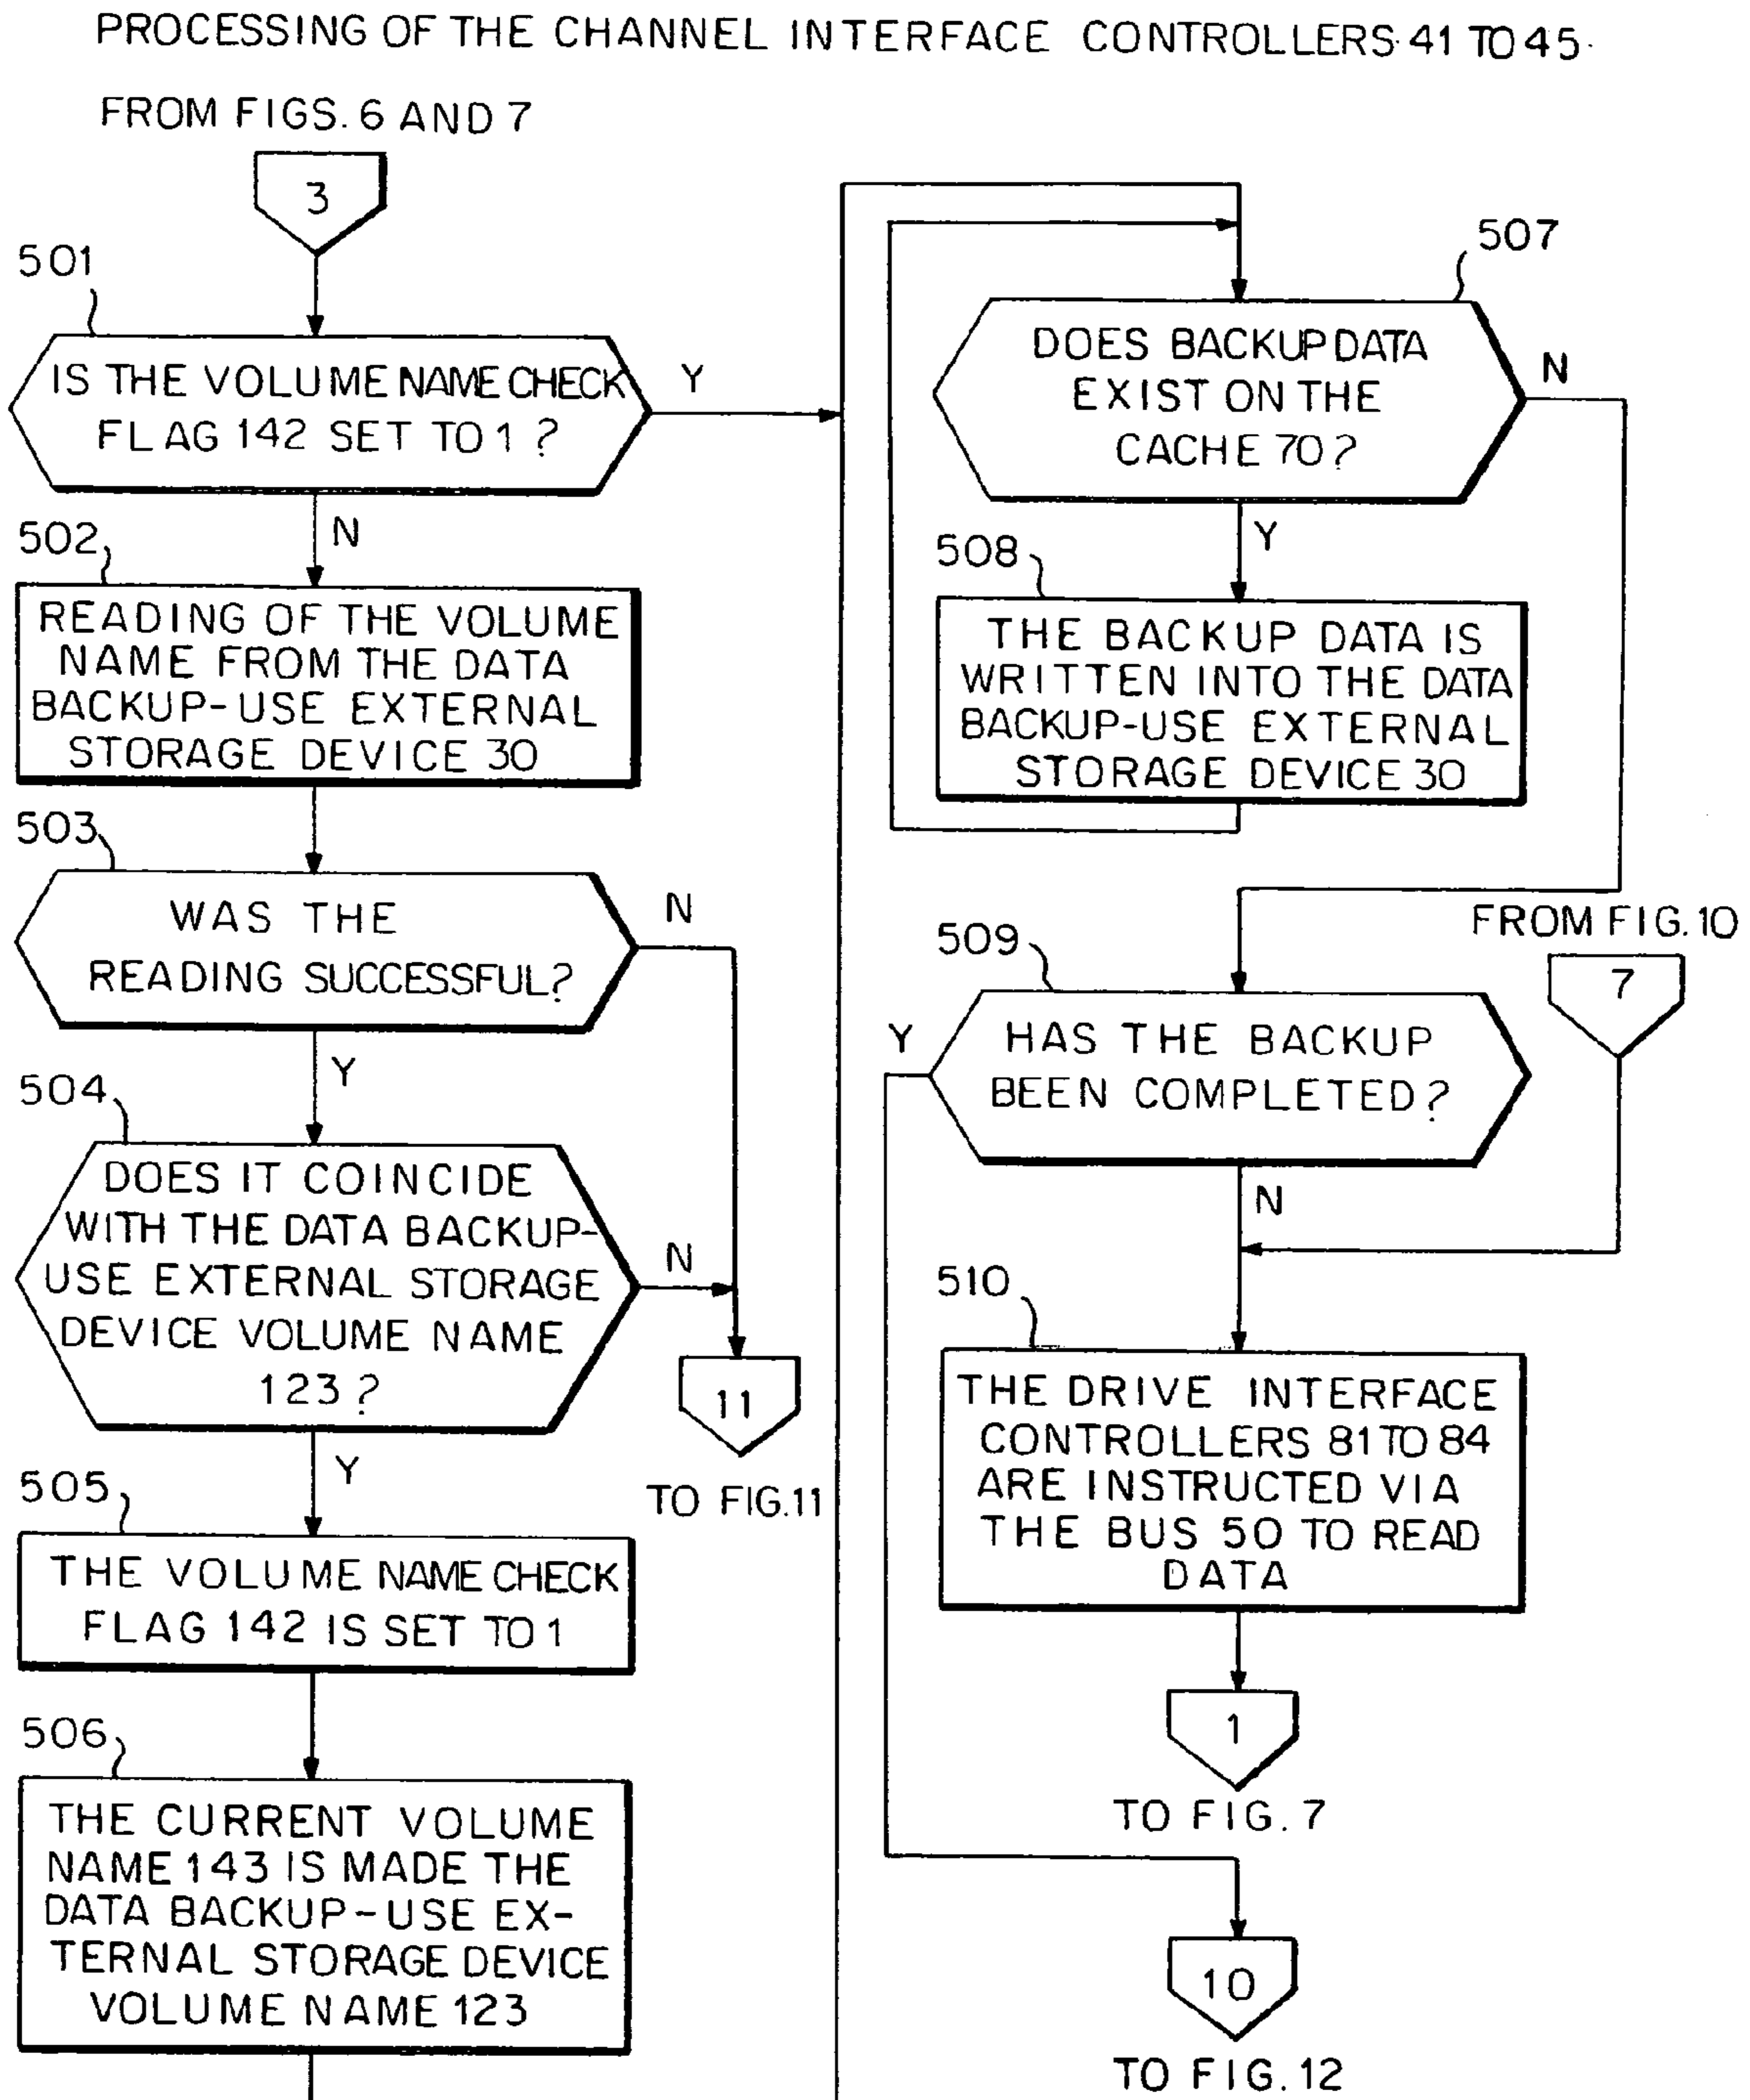 PROCESSING OF THE CHANNEL INTERFACE CONTROLLERS 41 TO 45
FROM FIGS. 6 AND 7
3
501
IS THE VOLUME NAME CHECK
FLAG 142 SET TO 1 ?
Y
N
502
READING OF THE VOLUME
NAME FROM THE DATA
BACKUP-USE EXTERNAL
STORAGE DEVICE 30
503
WAS THE
READING SUCCESSFUL?
N
Y
504
DOES IT COINCIDE
WITH THE DATA BACKUP-
USE EXTERNAL STORAGE
DEVICE VOLUME NAME
123 ?
N
11
TO FIG. 11
Y
505
THE VOLUME NAME CHECK
FLAG 142 IS SET TO 1
506
THE CURRENT VOLUME
NAME 143 IS MADE THE
DATA BACKUP-USE EX-
TERNAL STORAGE DEVICE
VOLUME NAME 123
507
DOES BACKUP DATA
EXIST ON THE
CACHE 70 ?
N
Y
508
THE BACKUP DATA IS
WRITTEN INTO THE DATA
BACKUP-USE EXTERNAL
STORAGE DEVICE 30
FROM FIG. 10
7
509
HAS THE BACKUP
BEEN COMPLETED ?
Y
N
510
THE DRIVE INTERFACE
CONTROLLERS 81 TO 84
ARE INSTRUCTED VIA
THE BUS 50 TO READ
DATA
1
TO FIG. 7
10
TO FIG. 12